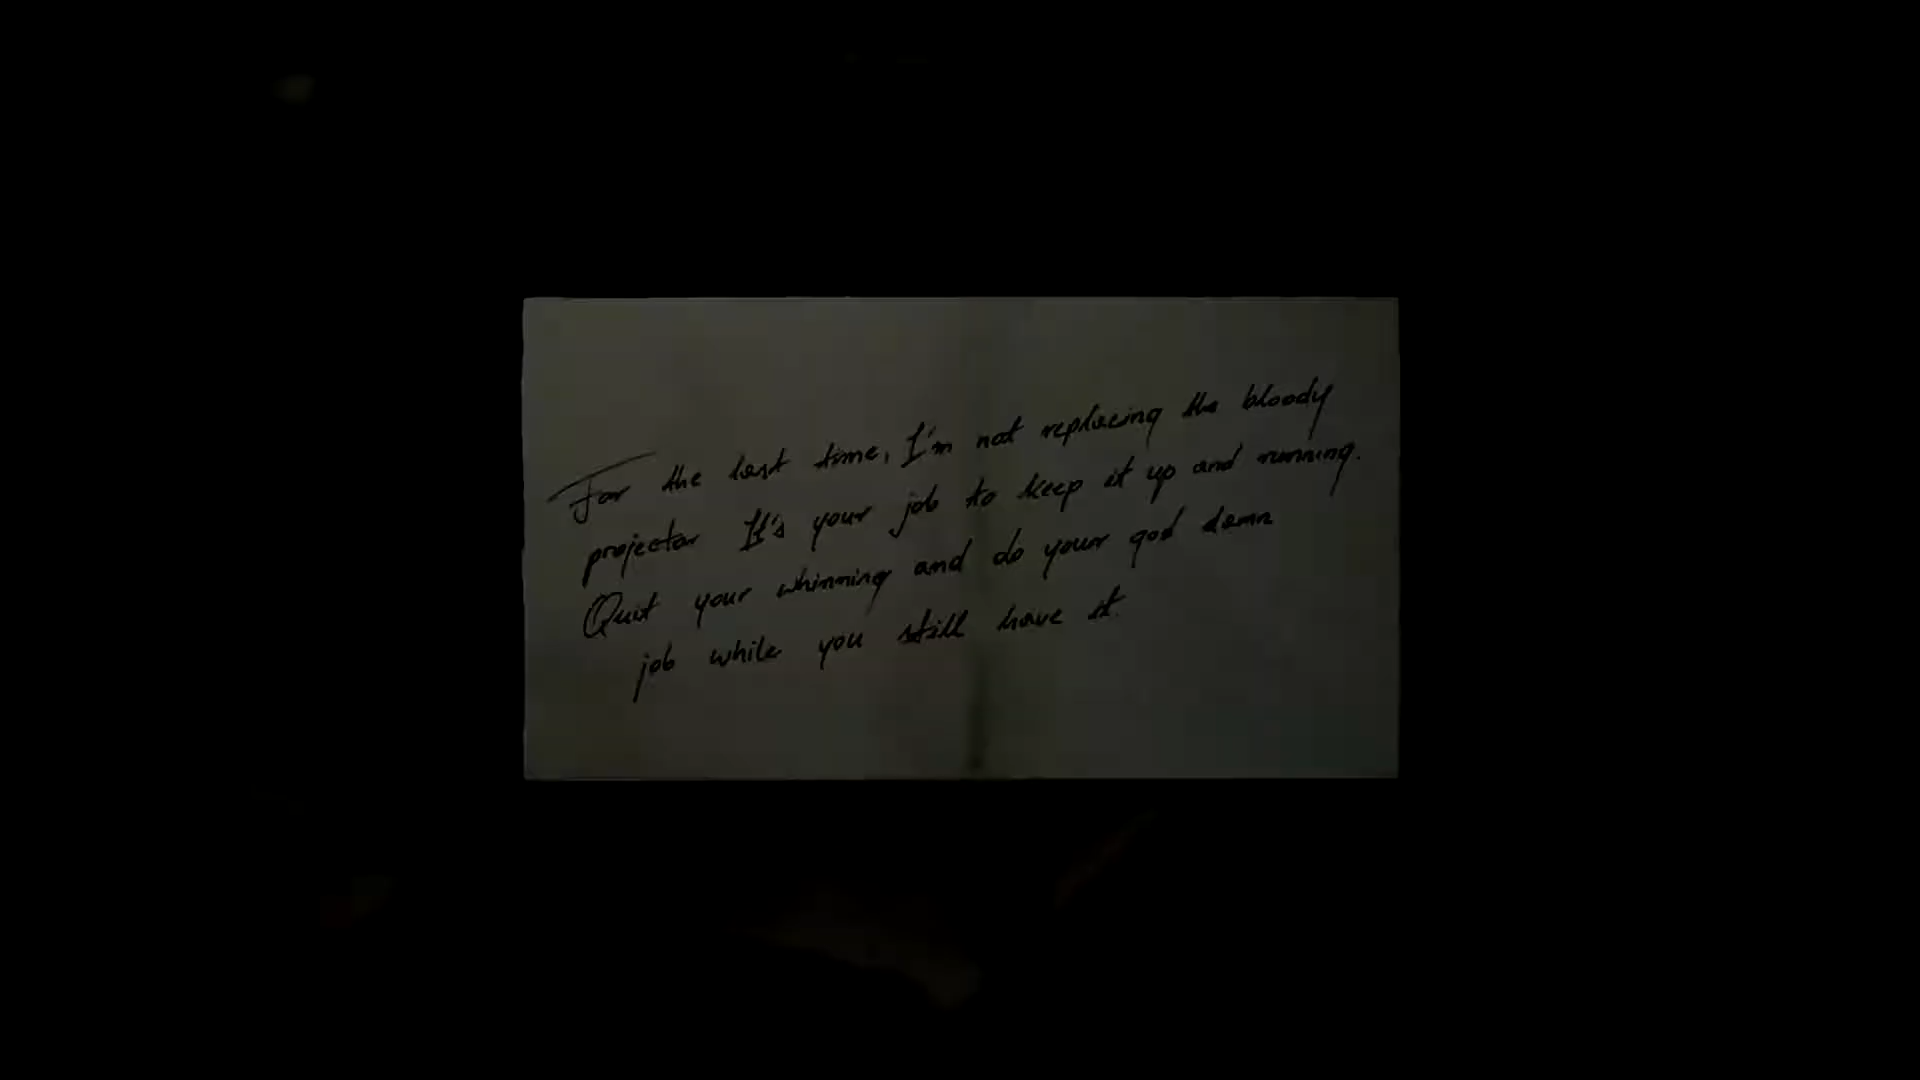 For the last time, I'm not replacing the bloody
projector It's your job to keep it up and running.
Quit your whinning and do your god damn
job while you still have it.